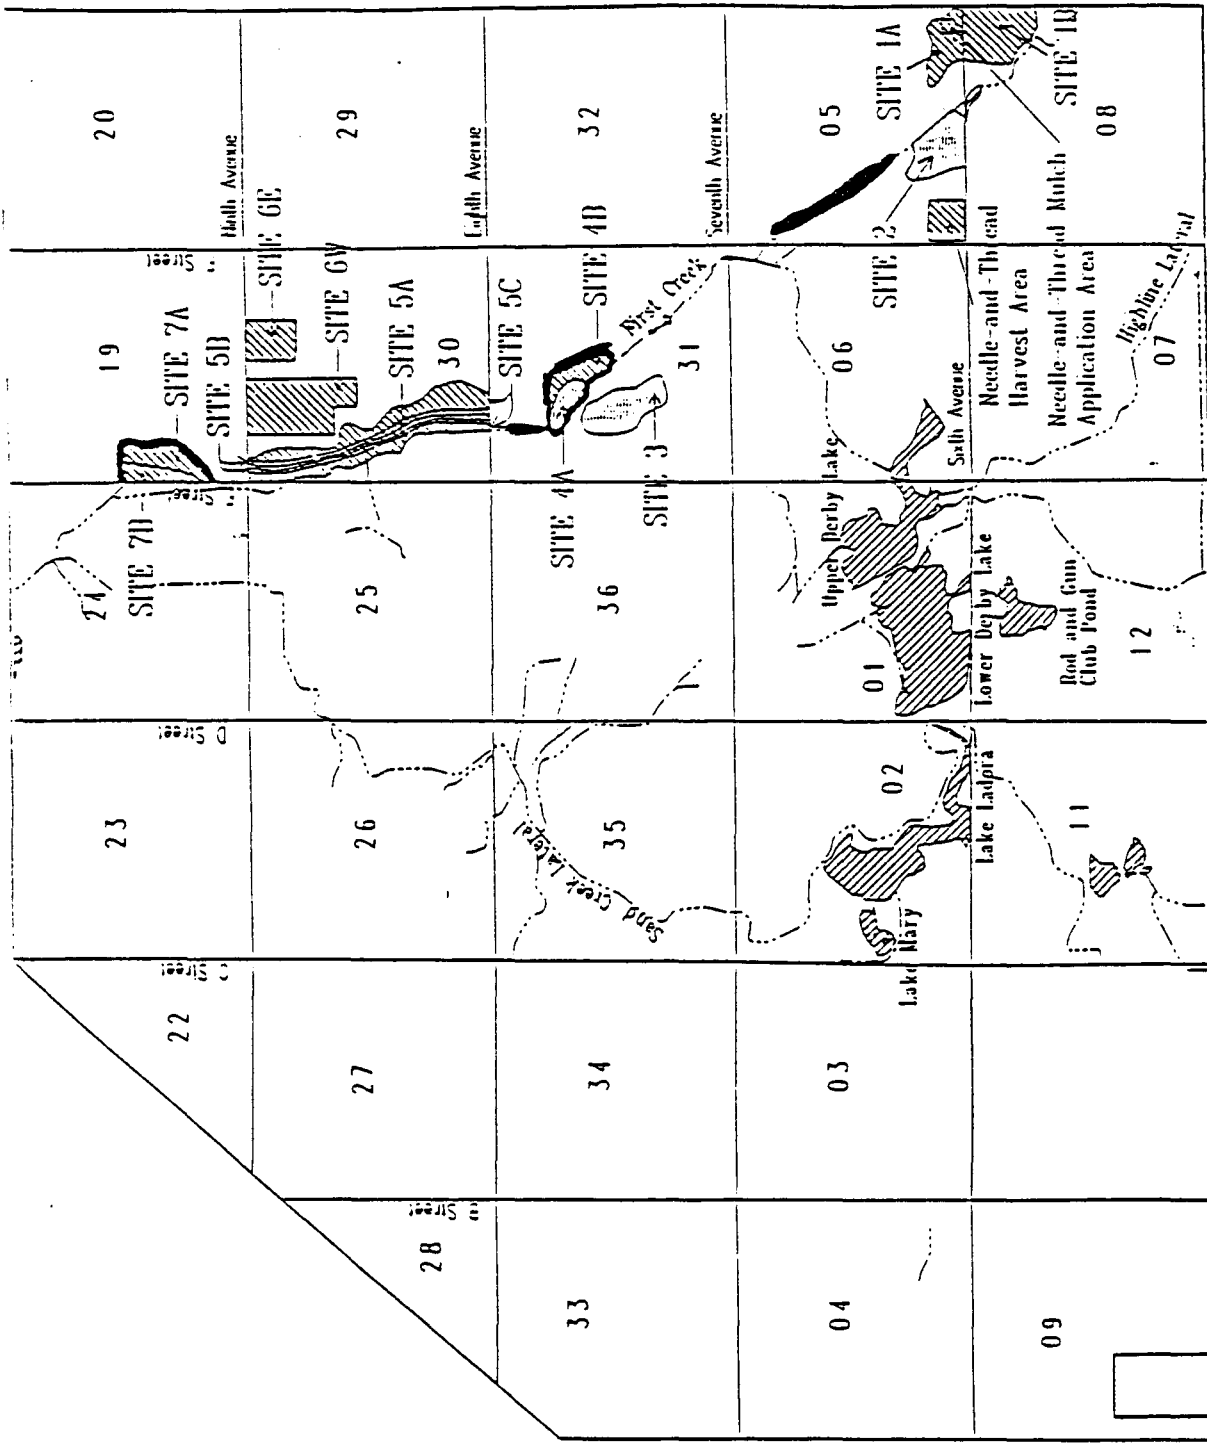 20
29
32
05
08
Ninth Avenue
Eighth Avenue
Seventh Avenue
Sixth Avenue
SITE 1A
SITE 1B
SITE 2
Needle-and-Thread
Harvest Area
Needle-and-Thread Mulch
Application Area
Highline Lateral
19
30
31
06
07
Street
SITE 7A
SITE 5B
SITE 6E
SITE 6W
SITE 5A
SITE 5C
SITE 4B
First Creek
SITE 4A
SITE 3
Street
SITE 7B
24
25
36
01
12
Upper Derby Lake
Lower Derby Lake
Rod and Gun
Club Pond
D Street
23
26
35
02
11
Sand Creek Lateral
Lake Ladora
Lake Mary
C Street
22
27
34
03
Street
28
33
04
09